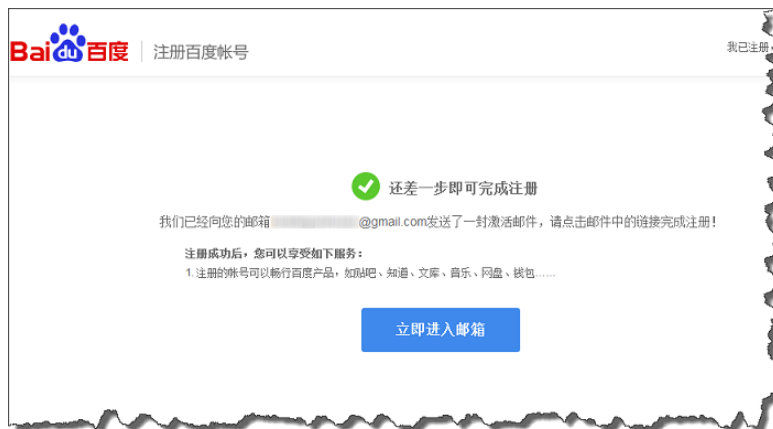 Bai du 百度 注册百度帐号
我已注册，
还差一步即可完成注册
我们已经向您的邮箱 @gmail.com发送了一封激活邮件，请点击邮件中的链接完成注册！
注册成功后，您可以享受如下服务：
1. 注册的帐号可以畅行百度产品，如贴吧、知道、文库、音乐、网盘、钱包……
立即进入邮箱